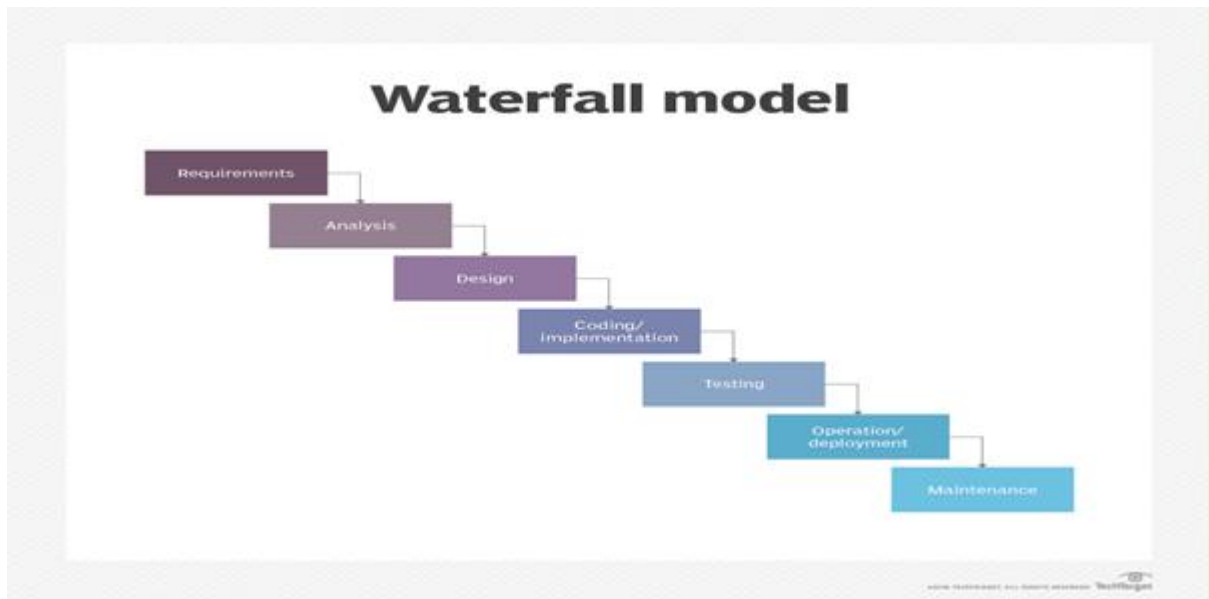 Waterfall model
Requirements
Analysis
Design
Coding/
implementation
Testing
Operation/
deployment
Maintenance
TechTarget